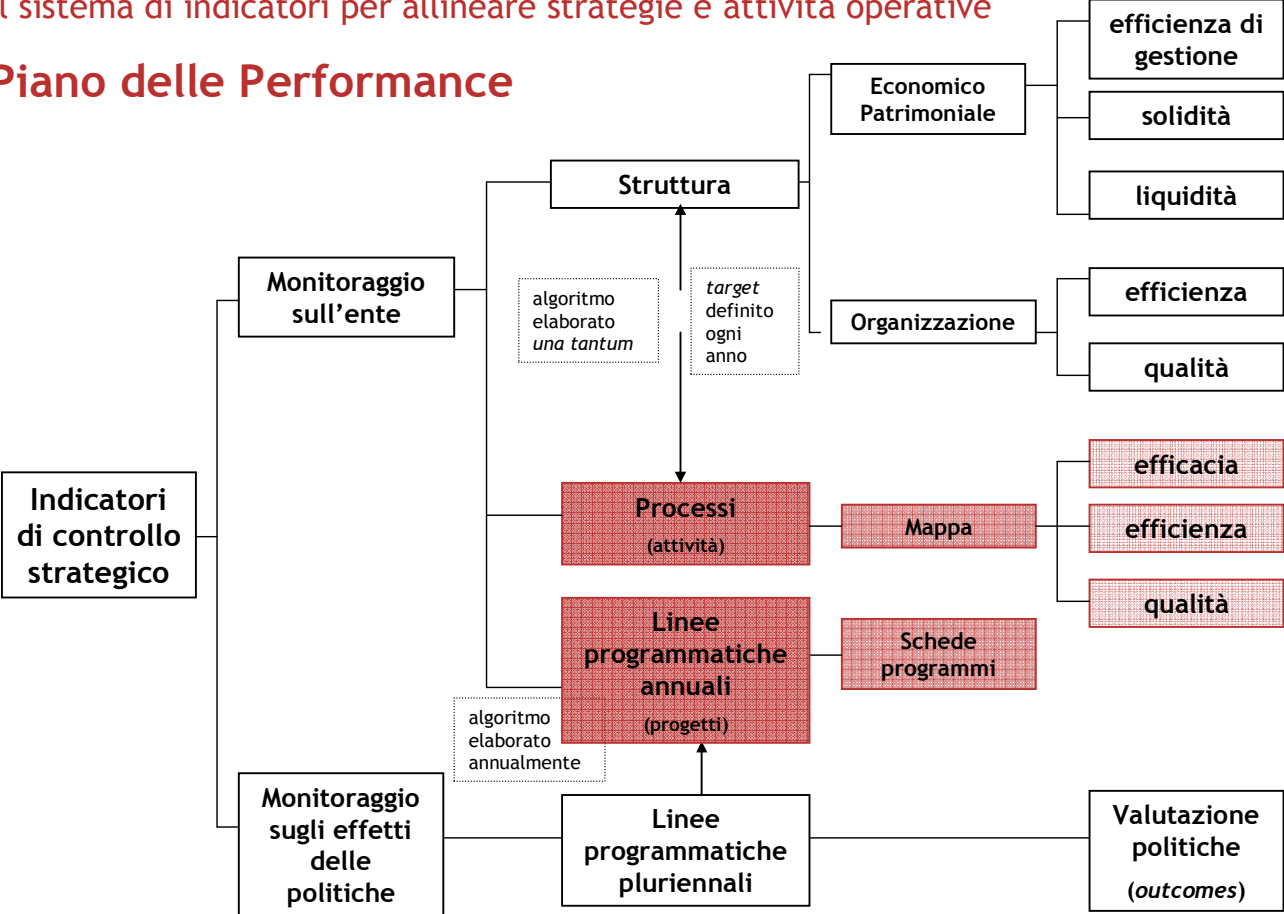 l sistema di indicatori per allineare strategie e attività operative
Piano delle Performance
efficienza di
gestione
Economico
Patrimoniale
solidità
Struttura
liquidità
Monitoraggio
sull’ente
algoritmo
elaborato
una tantum
target
definito
ogni
anno
efficienza
Organizzazione
qualità
Indicatori
di controllo
strategico
Processi
(attività)
Mappa
efficacia
efficienza
qualità
Linee
programmatiche
annuali
(progetti)
Schede
programmi
algoritmo
elaborato
annualmente
Monitoraggio
sugli effetti
delle
politiche
Linee
programmatiche
pluriennali
Valutazione
politiche
(outcomes)